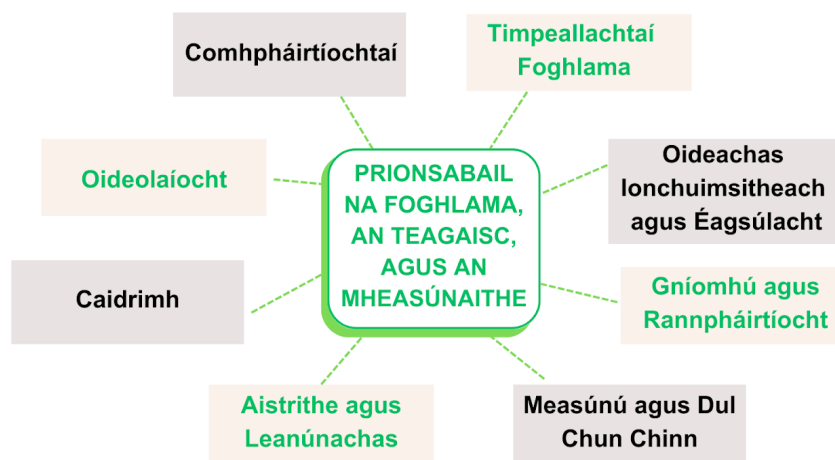 Comhpháirtíochtaí
Timpeallachtaí
Foghlama
Oideolaíocht
PRIONSABAIL
NA FOGHLAMA,
AN TEAGAISC,
AGUS AN
MHEASÚNAITHE
Oideachas
Ionchuimsitheach
agus Éagsúlacht
Caidrimh
Gníomhú agus
Rannpháirtíocht
Aistrithe agus
Leanúnachas
Measúnú agus Dul
Chun Chinn